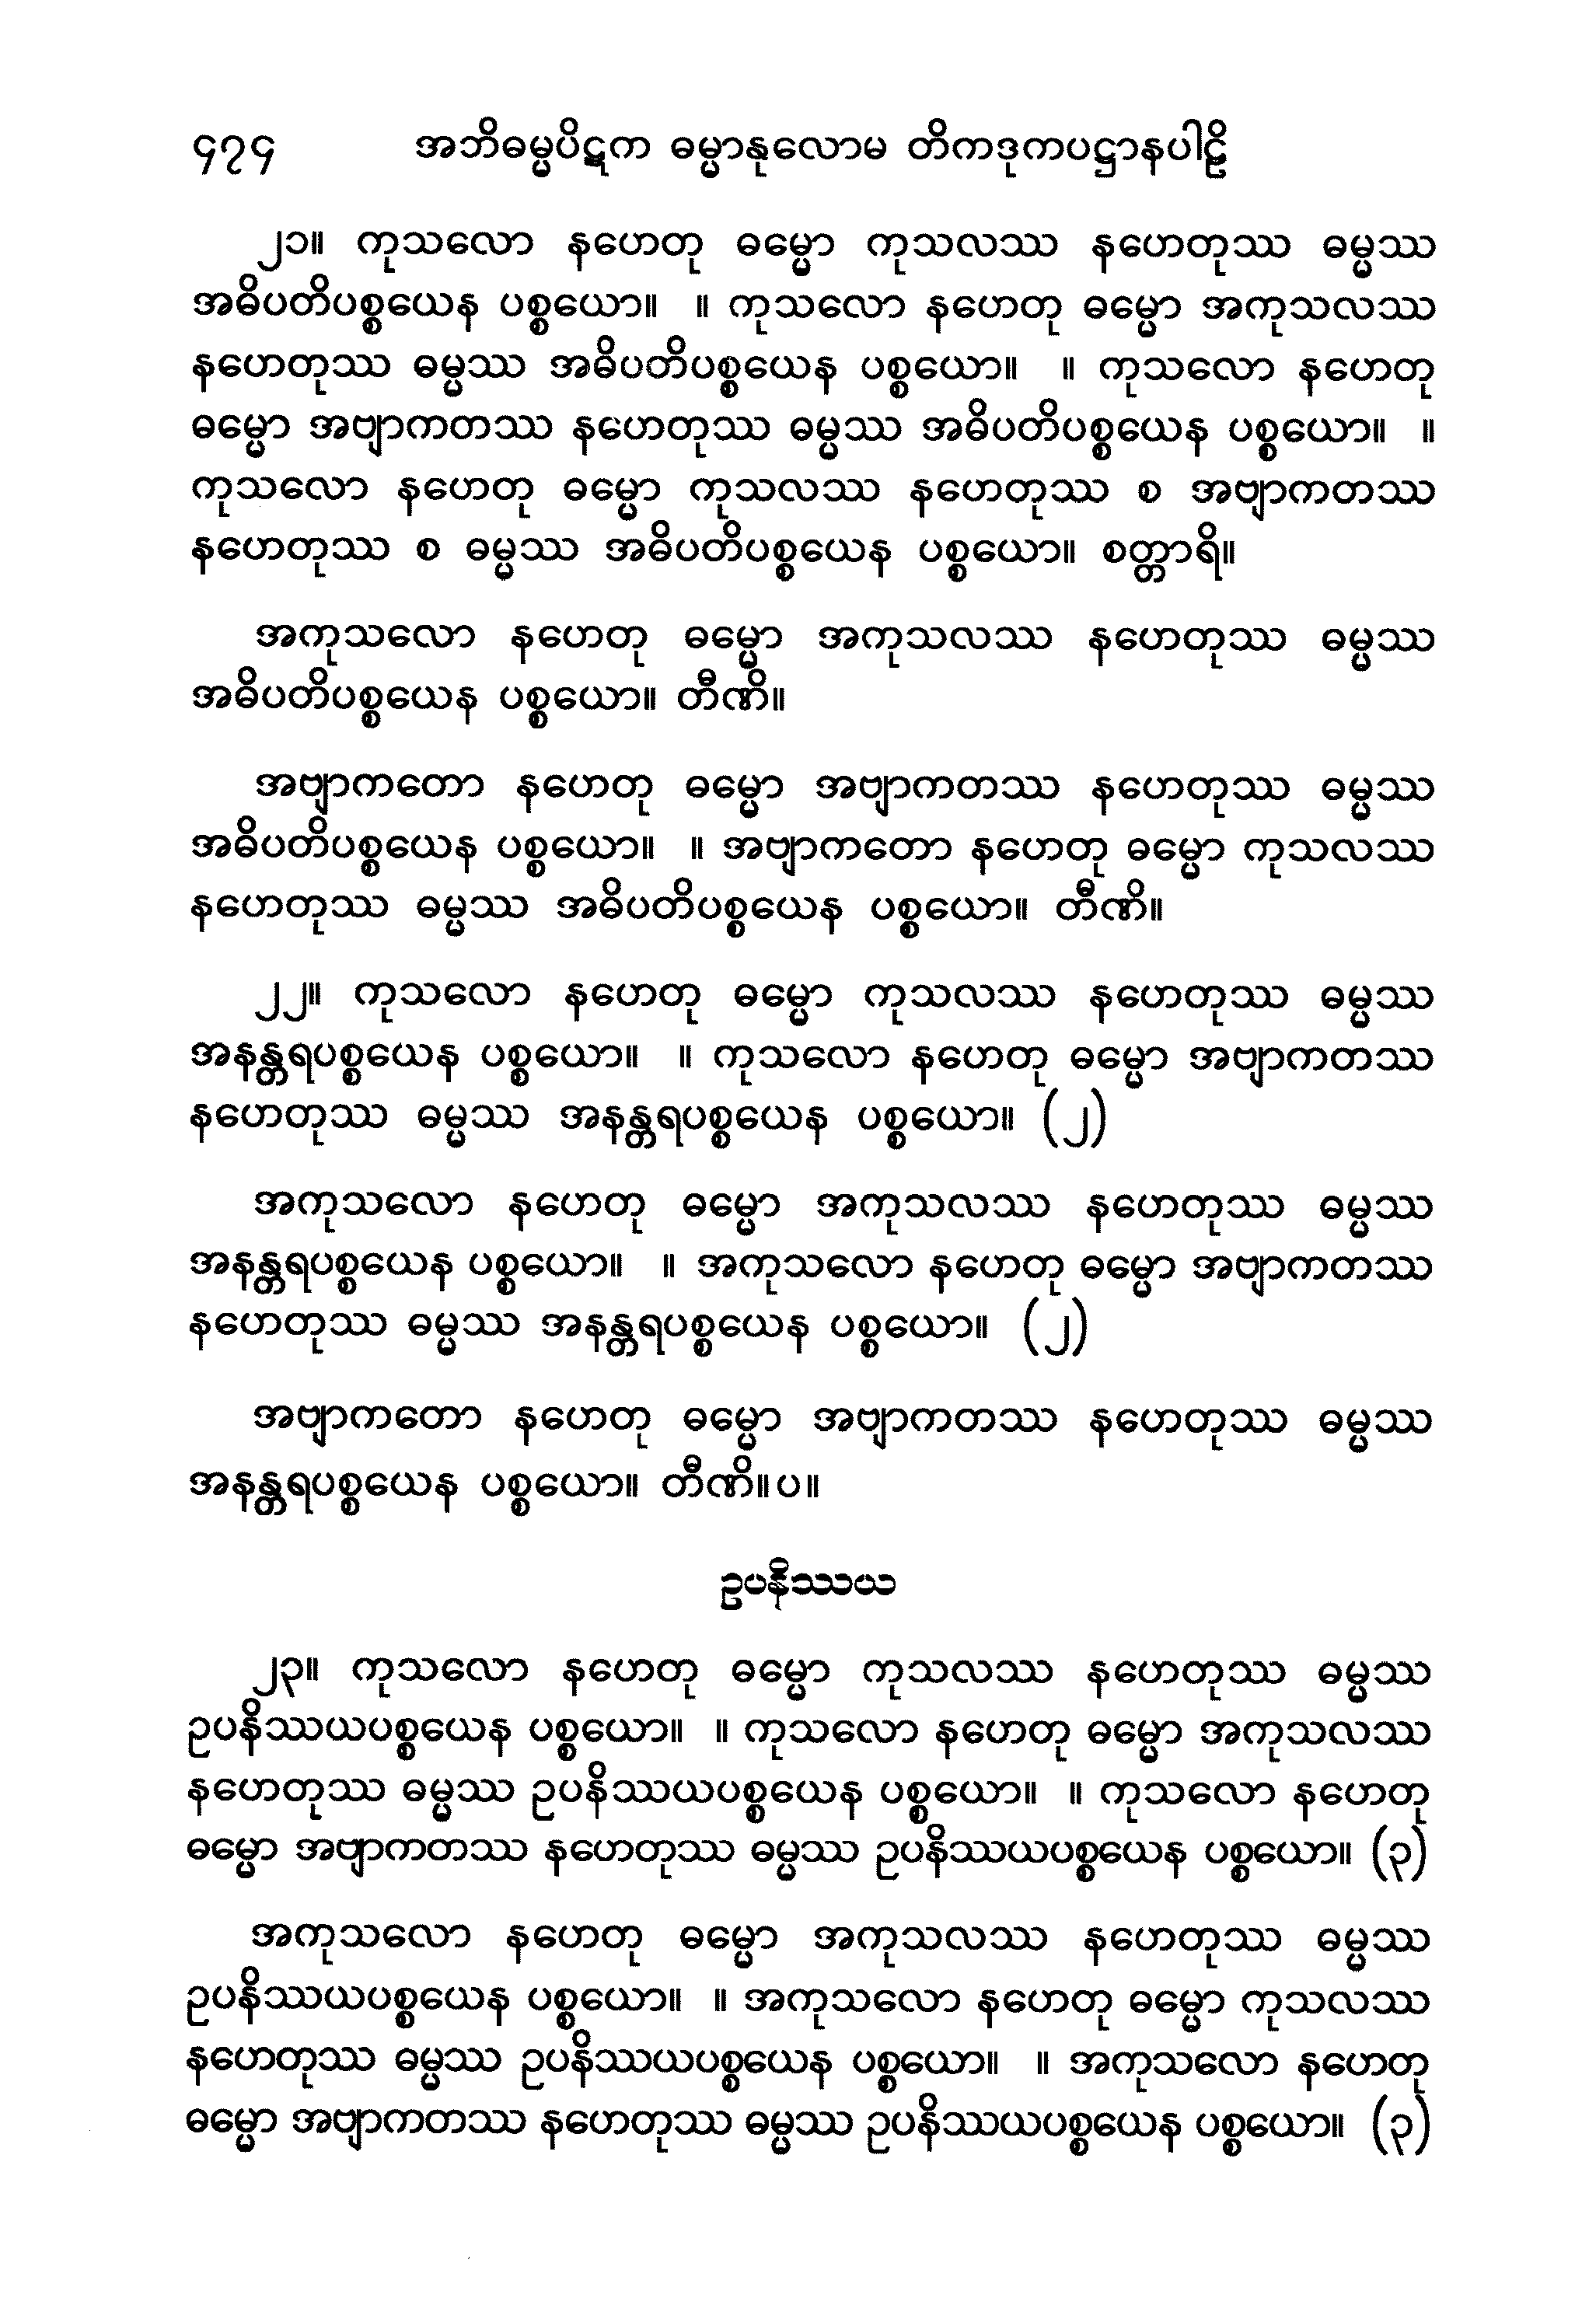 ၄၇၄ အဘိဓမ္မပိဋက ဓမ္မာနုလောမ တိကဒုကပဋ္ဌာနပါဠိ
၂၁။ ကုသလော နဟေတု ဓမ္မော ကုသလဿ နဟေတုဿ ဓမ္မဿ
အဓိပတိပစ္စယေန ပစ္စယော။ ။ ကုသလော နဟေတု ဓမ္မော အကုသလဿ
နဟေတုဿ ဓမ္မဿ အဓိပတိပစ္စယေန ပစ္စယော။ ။ ကုသလော နဟေတု
ဓမ္မော အဗျာကတဿ နဟေတုဿ ဓမ္မဿ အဓိပတိပစ္စယေန ပစ္စယော။ ။
ကုသလော နဟေတု ဓမ္မော ကုသလဿ နဟေတုဿ စ အဗျာကတဿ
နဟေတုဿ စ ဓမ္မဿ အဓိပတိပစ္စယေန ပစ္စယော။ စတ္တာရိ။
အကုသလော နဟေတု ဓမ္မော အကုသလဿ နဟေတုဿ ဓမ္မဿ
အဓိပတိပစ္စယေန ပစ္စယော။ တီဏိ။
အဗျာကတော နဟေတု ဓမ္မော အဗျာကတဿ နဟေတုဿ ဓမ္မဿ
အဓိပတိပစ္စယေန ပစ္စယော။ ။ အဗျာကတော နဟေတု ဓမ္မော ကုသလဿ
နဟေတုဿ ဓမ္မဿ အဓိပတိပစ္စယေန ပစ္စယော။ တီဏိ။
၂၂။ ကုသလော နဟေတု ဓမ္မော ကုသလဿ နဟေတုဿ ဓမ္မဿ
အနန္တရပစ္စယေန ပစ္စယော။ ။ ကုသလော နဟေတု ဓမ္မော အဗျာကတဿ
နဟေတုဿ ဓမ္မဿ အနန္တရပစ္စယေန ပစ္စယော။ (၂)
အကုသလော နဟေတု ဓမ္မော အကုသလဿ နဟေတုဿ ဓမ္မဿ
အနန္တရပစ္စယေန ပစ္စယော။ ။ အကုသလော နဟေတု ဓမ္မော အဗျာကတဿ
နဟေတုဿ ဓမ္မဿ အနန္တရပစ္စယေန ပစ္စယော။ (၂)
အဗျာကတော နဟေတု ဓမ္မော အဗျာကတဿ နဟေတုဿ ဓမ္မဿ
အနန္တရပစ္စယေန ပစ္စယော။ တီဏိ။ပ။
ဥပနိဿယ
၂၃။ ကုသလော နဟေတု ဓမ္မော ကုသလဿ နဟေတုဿ ဓမ္မဿ
ဥပနိဿယပစ္စယေန ပစ္စယော။ ။ ကုသလော နဟေတု ဓမ္မော အကုသလဿ
နဟေတုဿ ဓမ္မဿ ဥပနိဿယပစ္စယေန ပစ္စယော။ ။ ကုသလော နဟေတု
ဓမ္မော အဗျာကတဿ နဟေတုဿ ဓမ္မဿ ဥပနိဿယပစ္စယေန ပစ္စယော။ (၃)
အကုသလော နဟေတု ဓမ္မော အကုသလဿ နဟေတုဿ ဓမ္မဿ
ဥပနိဿယပစ္စယေန ပစ္စယော။ ။ အကုသလော နဟေတု ဓမ္မော ကုသလဿ
နဟေတုဿ ဓမ္မဿ ဥပနိဿယပစ္စယေန ပစ္စယော။ ။ အကုသလော နဟေတု
ဓမ္မော အဗျာကတဿ နဟေတုဿ ဓမ္မဿ ဥပနိဿယပစ္စယေန ပစ္စယော။ (၃)